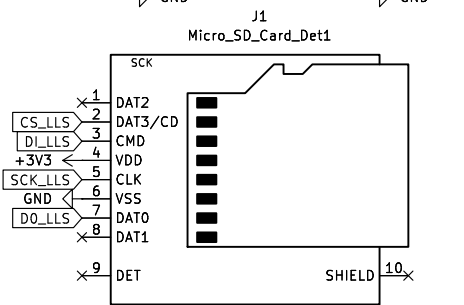 GND GND
J1
Micro_SD_Card_Det1
SCK
1 DAT2
CS_LLS 2 DAT3/CD
DI_LLS 3 CMD
+3V3 4 VDD
SCK_LLS 5 CLK
GND 6 VSS
DO_LLS 7 DAT0
8 DAT1
9 DET SHIELD 10